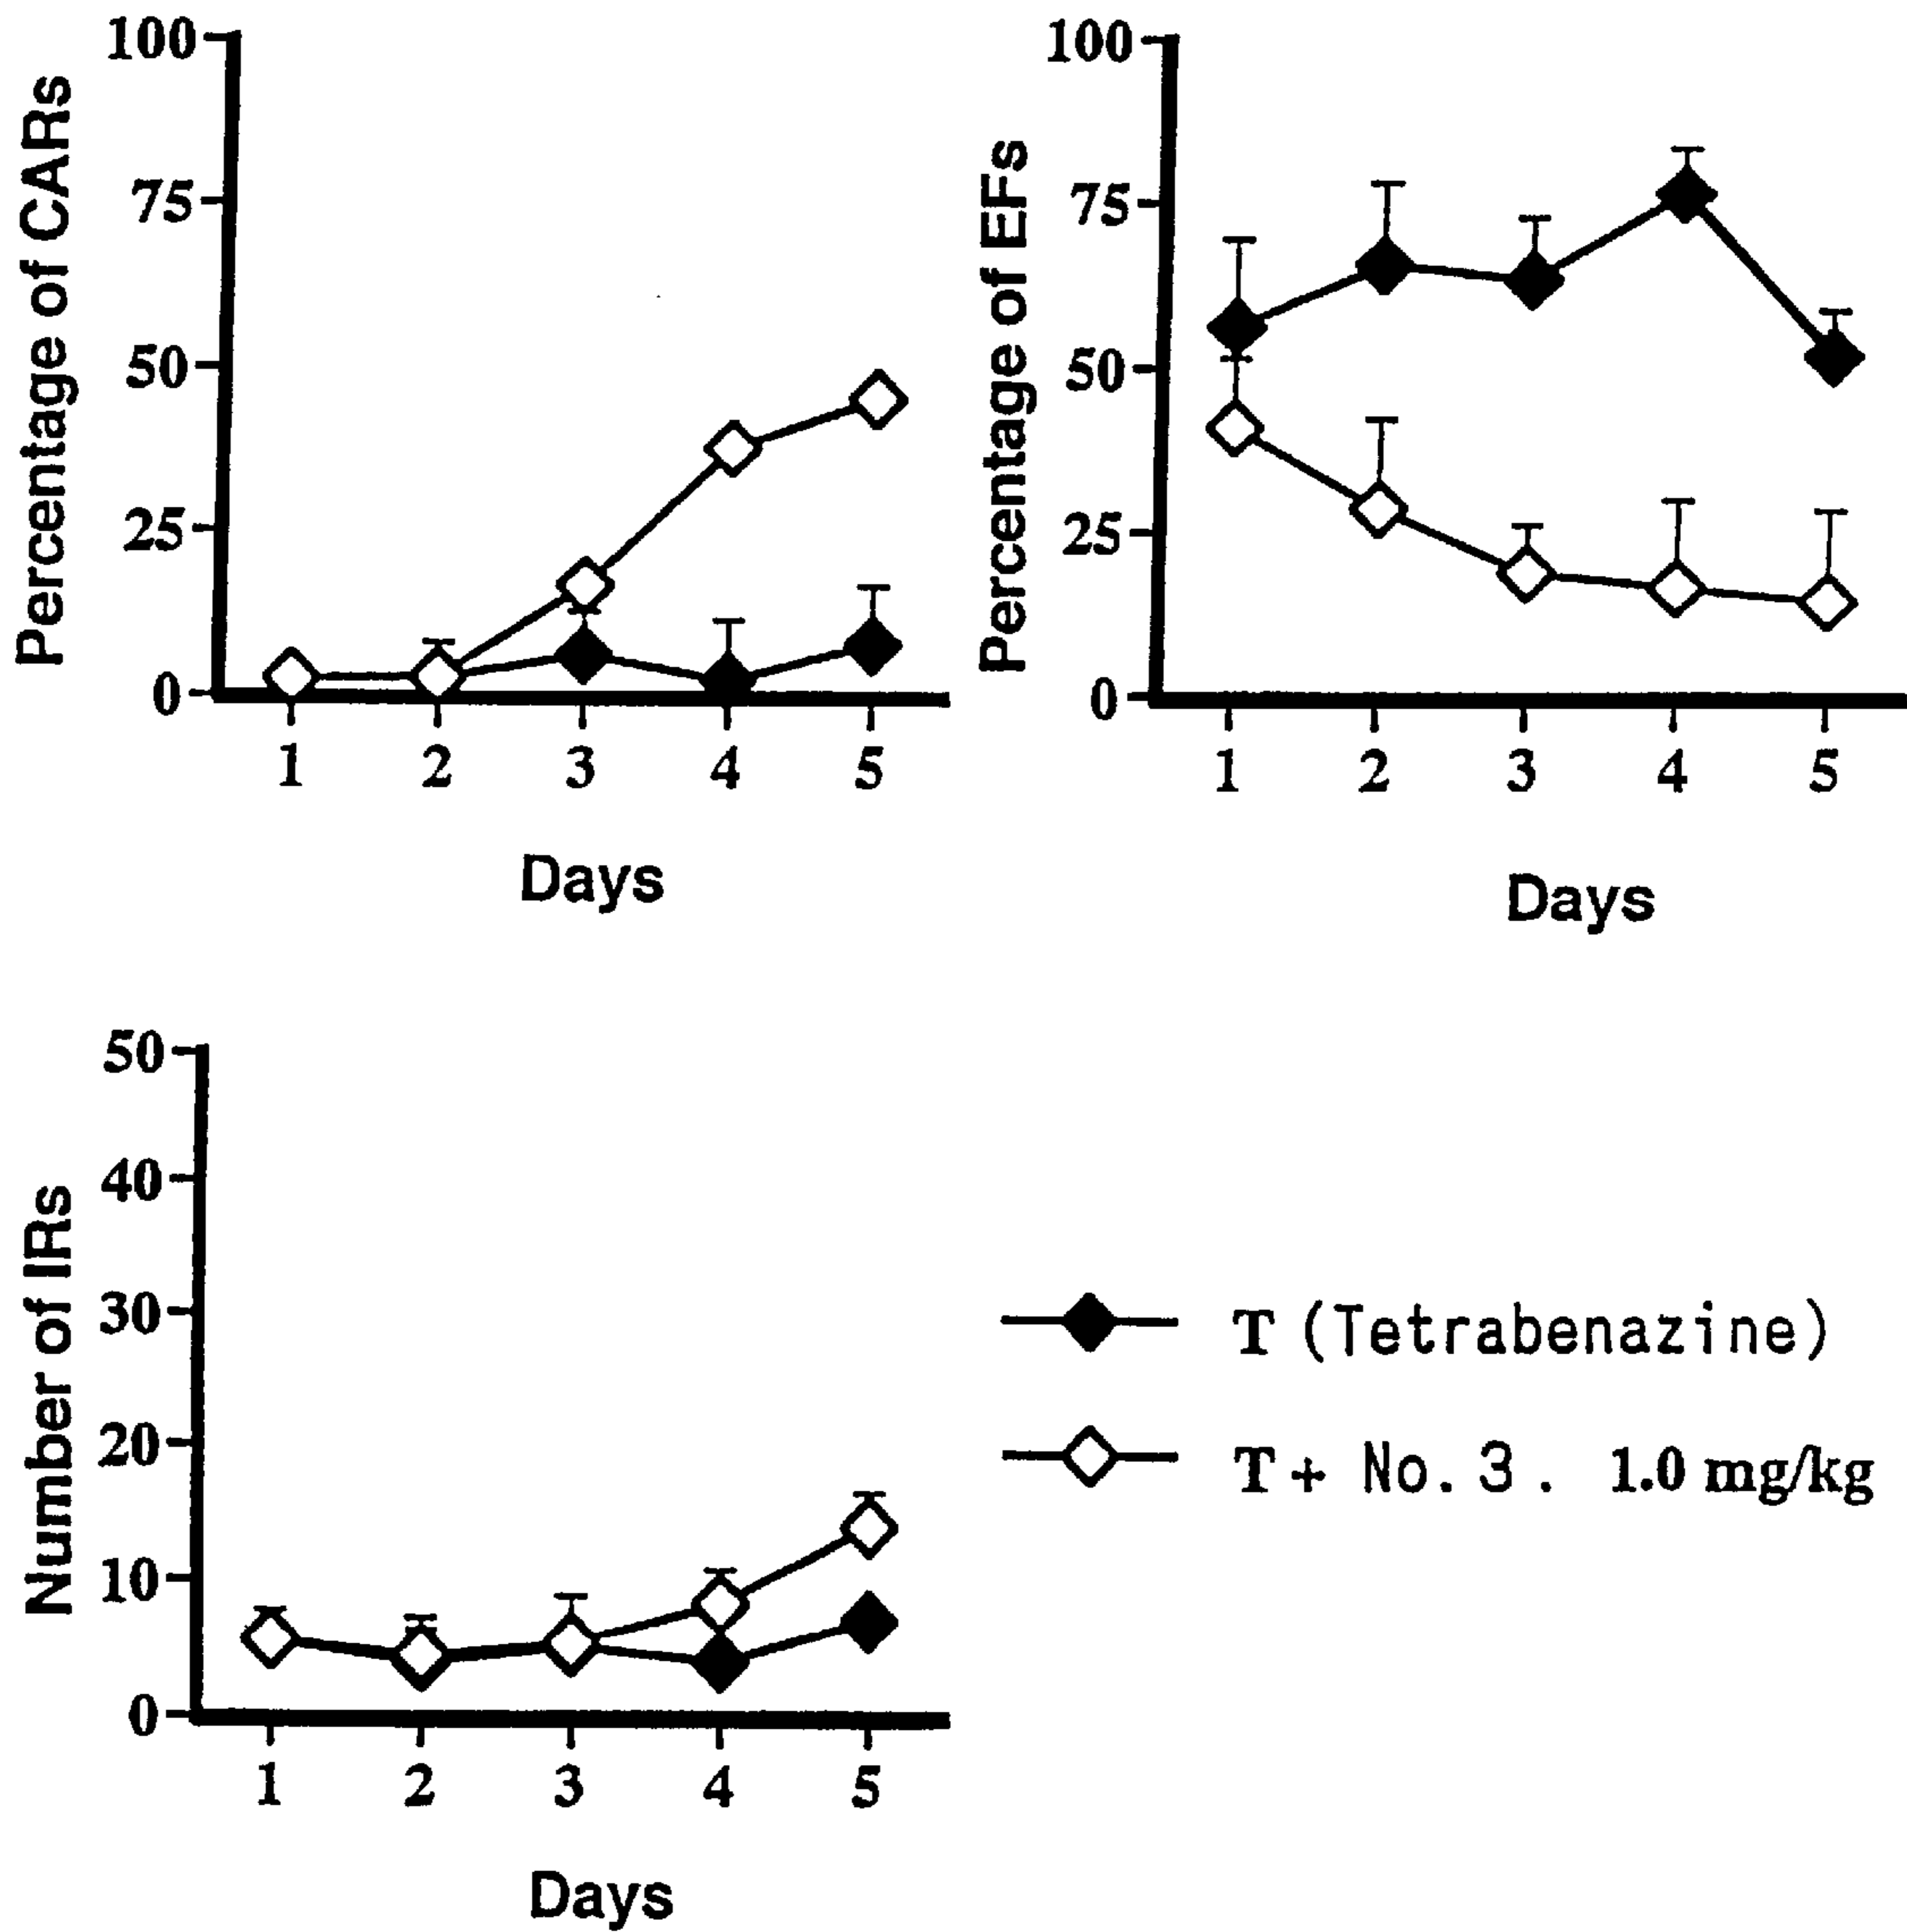 Percentage of CARs
100
75
50
25
0
1 2 3 4 5
Days
Percentage of EFs
100
75
50
25
0
1 2 3 4 5
Days
Number of IRs
50
40
30
20
10
0
1 2 3 4 5
Days
T (Tetrabenazine)
T + No. 3 . 1.0 mg/kg